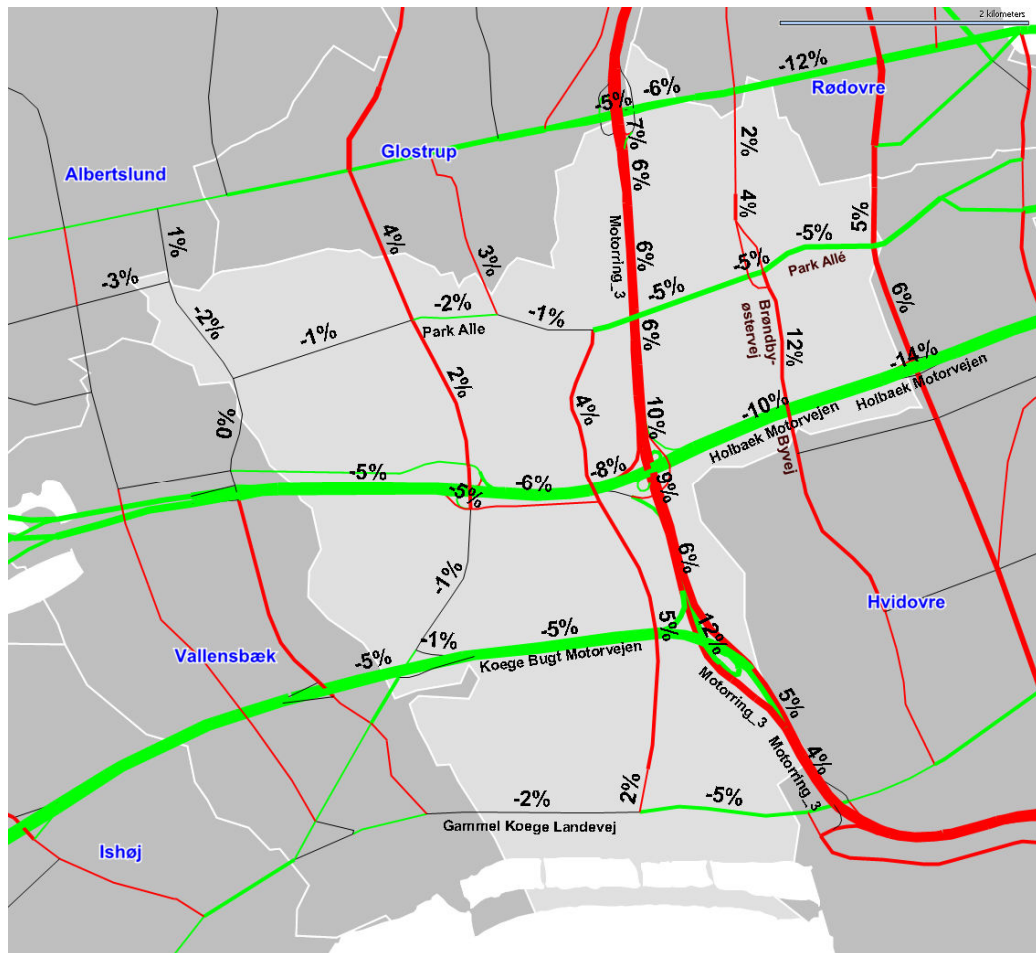 2 kilometers
-12%
-6%
-5%
Rødovre
7%
2%
Glostrup
6%
Albertslund
4%
5%
1%
4%
3%
Motorring_3
6%
-5%
-5%
Park Allé
-3%
-5%
6%
-2%
-2%
-1%
-1%
Park Alle
6%
Brøndby-
østervej
12%
-14%
Holbaek Motorvejen
2%
4%
0%
10%
-10%
Holbaek Motorvejen
Byvej
-5%
-6%
-8%
-5%
9%
6%
-1%
Hvidovre
-1%
-5%
5%
12%
Vallensbæk
-5%
Koege Bugt Motorvejen
Motorring_3
5%
Motorring_3
4%
2%
-2%
-5%
Gammel Koege Landevej
Ishøj